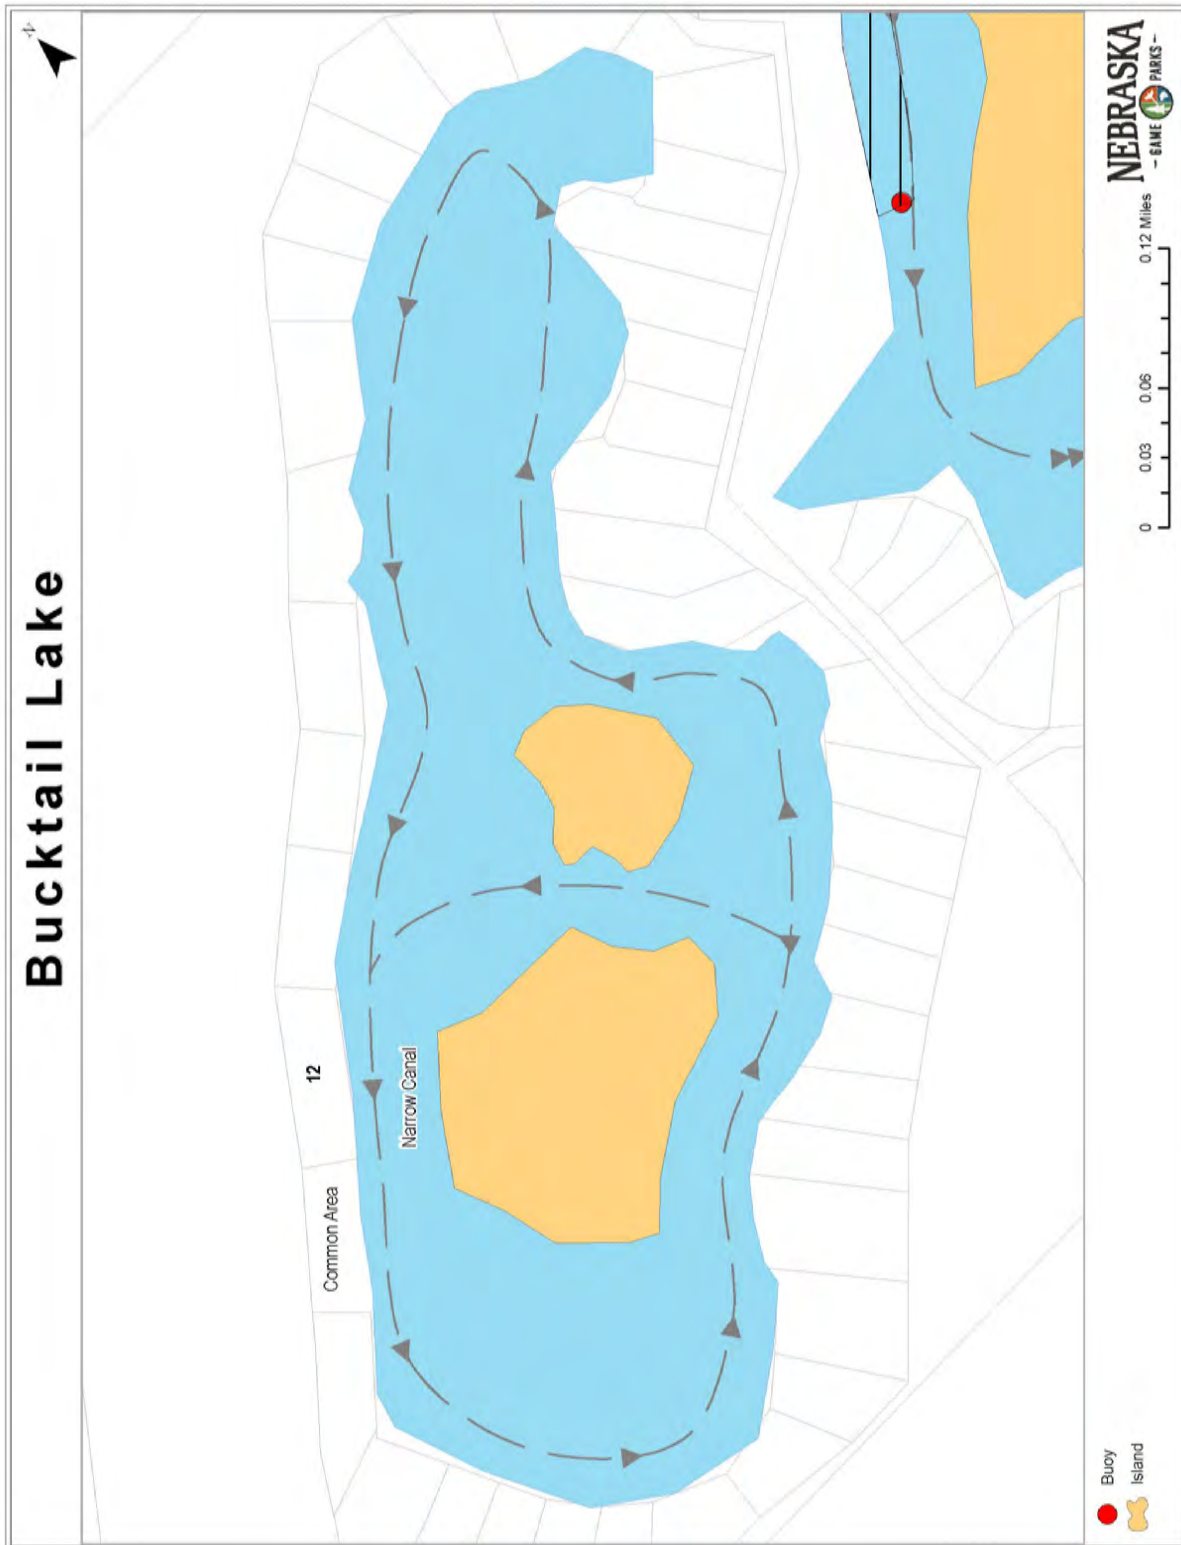 Bucktail Lake
N
12
Narrow Canal
Common Area
Buoy
Island
0 0.03 0.06 0.12 Miles
NEBRASKA
- GAME PARKS -